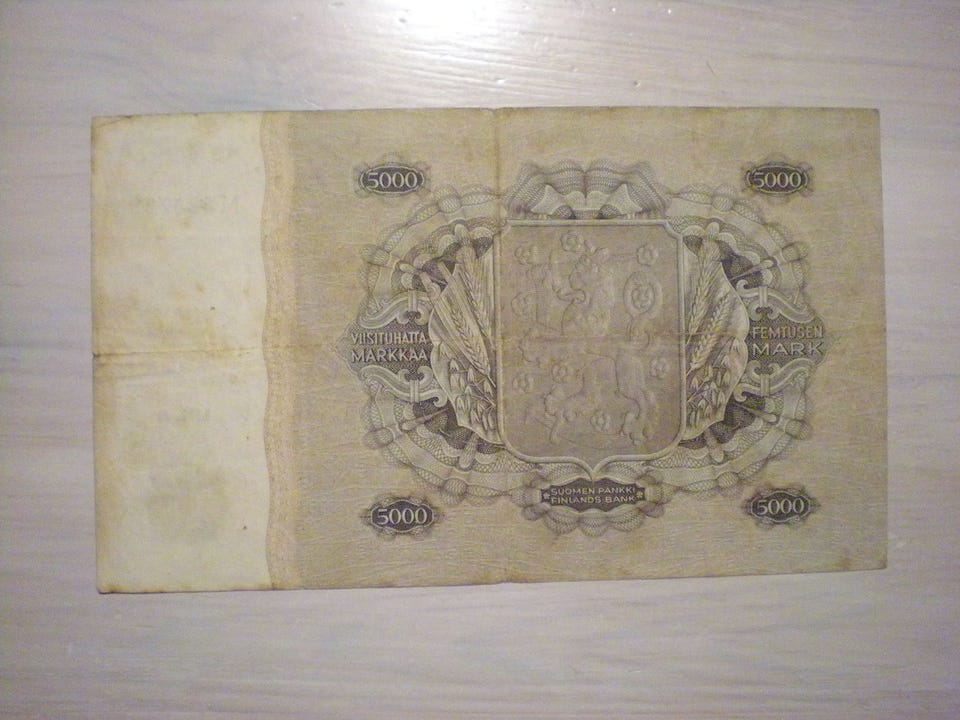 5000
5000
VIISITUHATTA
MARKKAA
FEMTUSEN
MARK
SUOMEN PANKKI
FINLANDS BANK
5000
5000